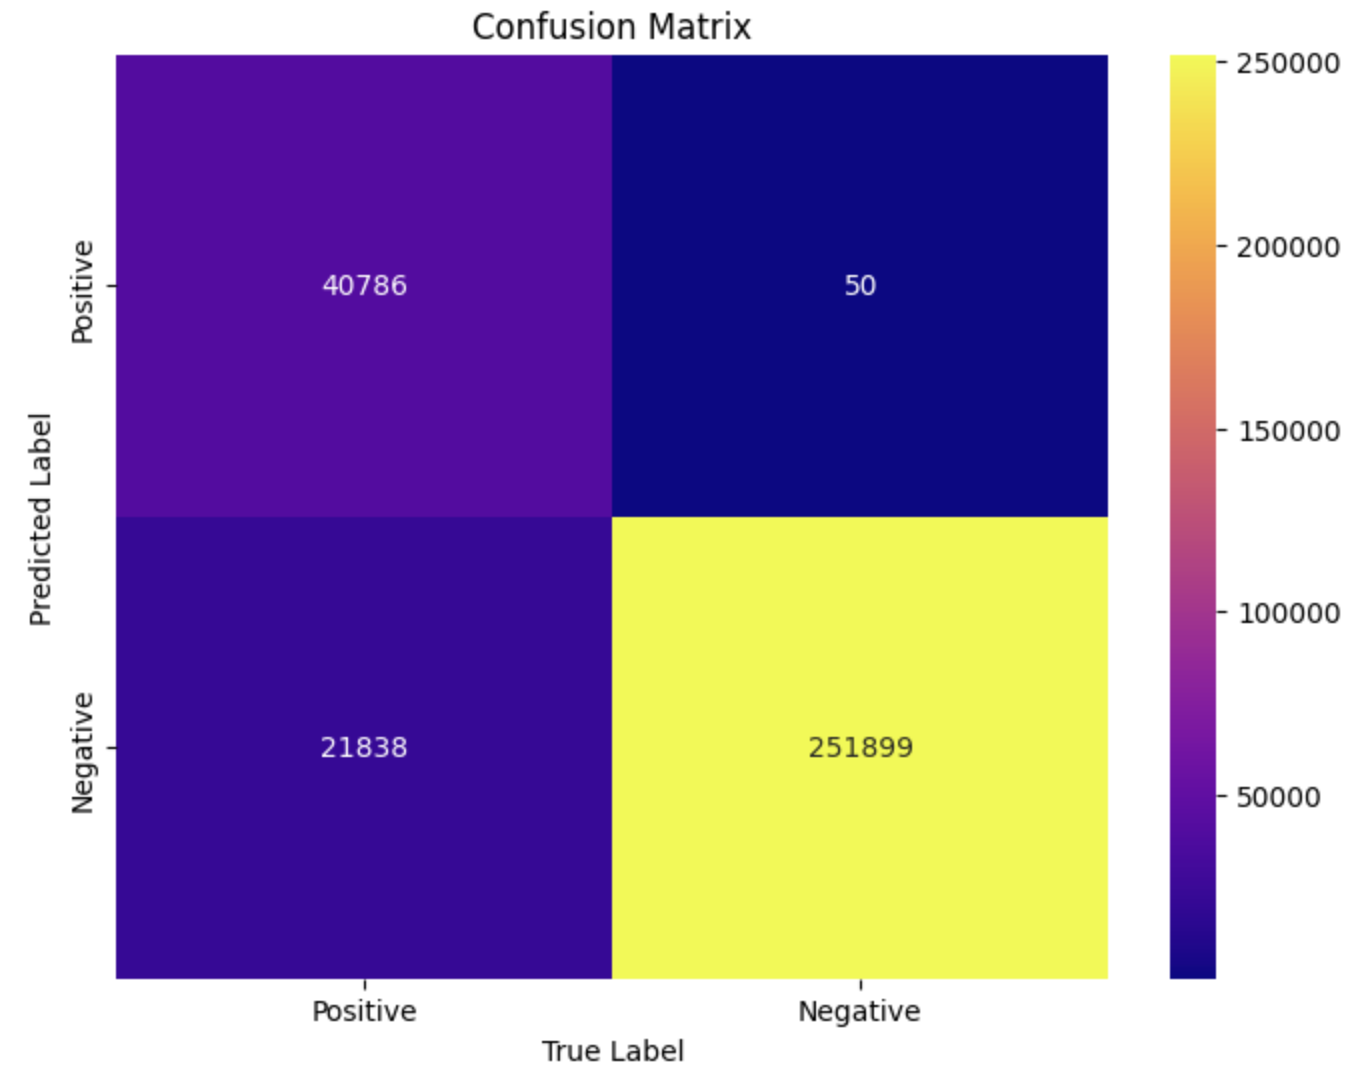 Confusion Matrix
Positive
40786
50
Predicted Label
Negative
21838
251899
Positive
Negative
True Label
250000
200000
150000
100000
50000